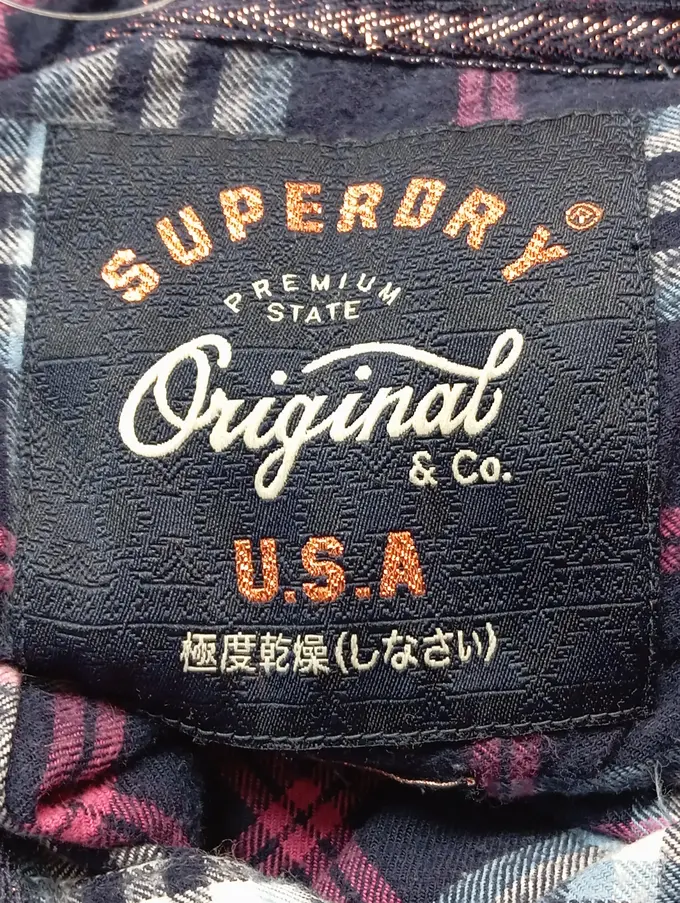 SUPERDRY®
PREMIUM
STATE
Original
& Co.
U.S.A
極度乾燥(しなさい)